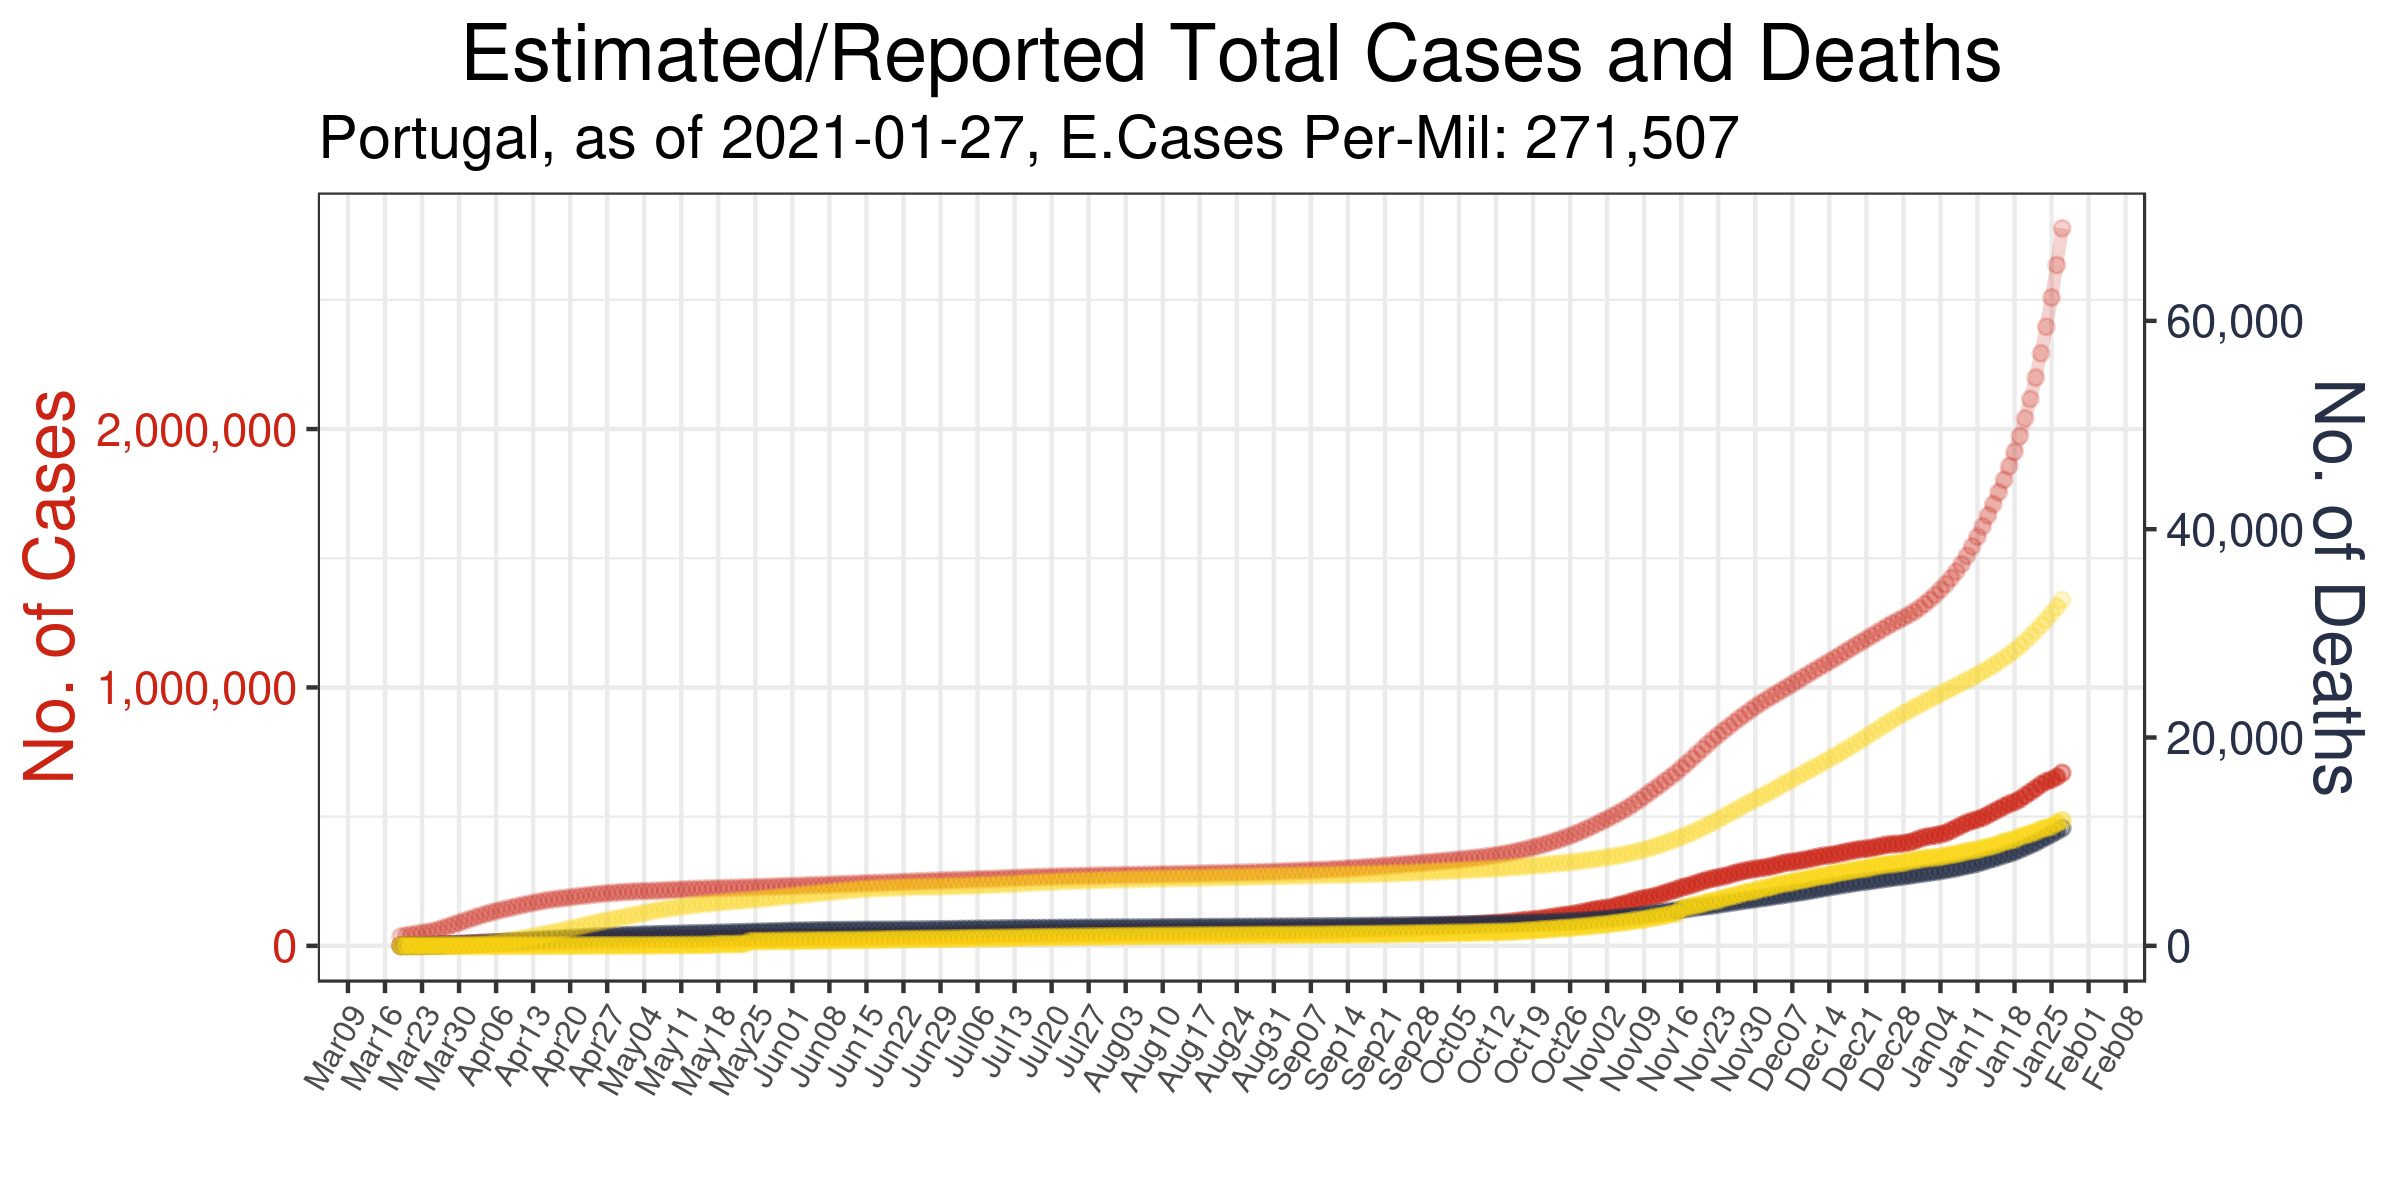 Estimated/Reported Total Cases and Deaths
Portugal, as of 2021-01-27, E.Cases Per-Mil: 271,507
No. of Cases
2,000,000
1,000,000
0
60,000
40,000
20,000
0
No. of Deaths
Mar09
Mar16
Mar23
Mar30
Apr06
Apr13
Apr20
Apr27
May04
May11
May18
May25
Jun01
Jun08
Jun15
Jun22
Jun29
Jul06
Jul13
Jul20
Jul27
Aug03
Aug10
Aug17
Aug24
Aug31
Sep07
Sep14
Sep21
Sep28
Oct05
Oct12
Oct19
Oct26
Nov02
Nov09
Nov16
Nov23
Nov30
Dec07
Dec14
Dec21
Dec28
Jan04
Jan11
Jan18
Jan25
Feb01
Feb08